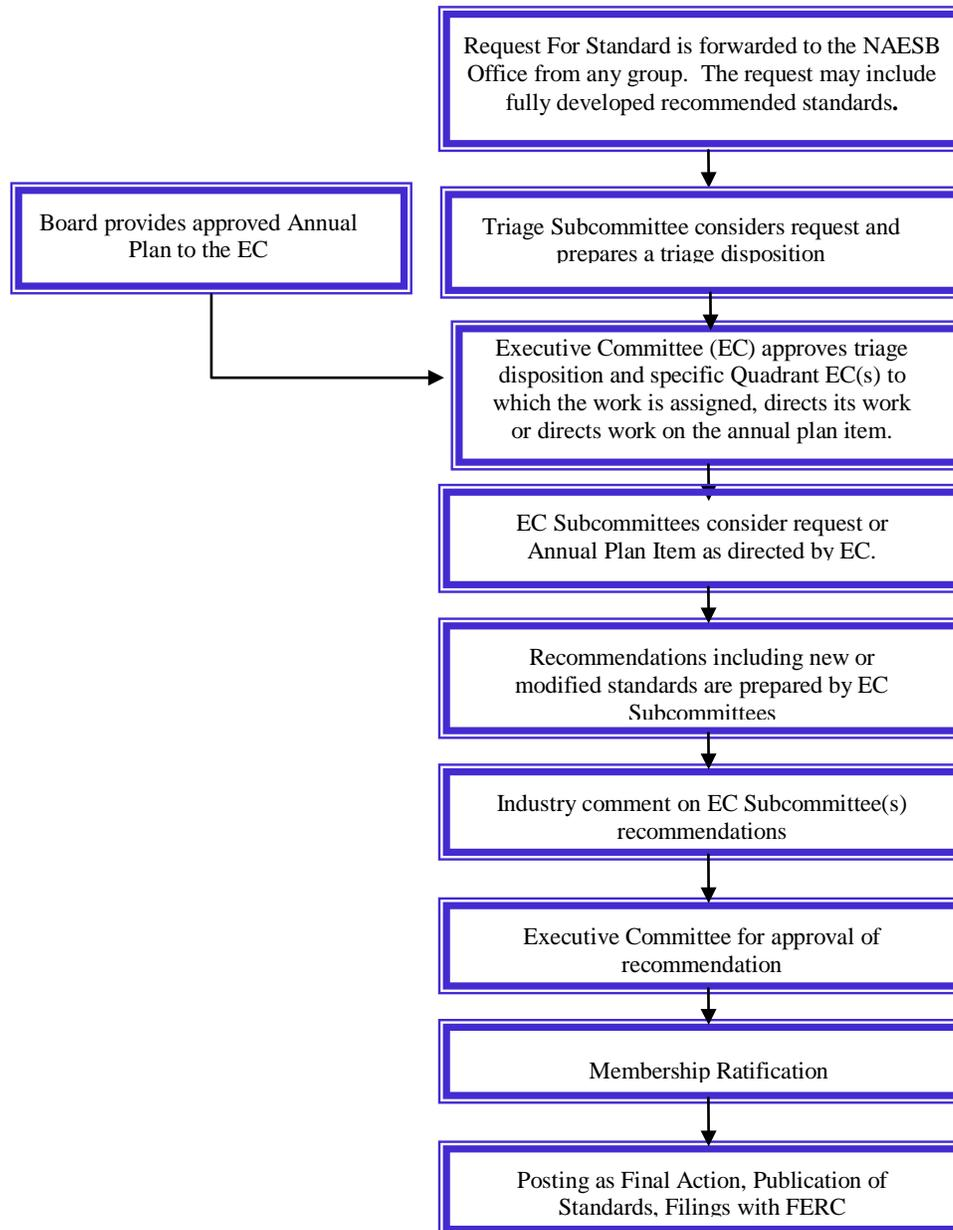 Request For Standard is forwarded to the NAESB
Office from any group.  The request may include
fully developed recommended standards.
Board provides approved Annual
Plan to the EC
Triage Subcommittee considers request and
prepares a triage disposition
Executive Committee (EC) approves triage
disposition and specific Quadrant EC(s) to
which the work is assigned, directs its work
or directs work on the annual plan item.
EC Subcommittees consider request or
Annual Plan Item as directed by EC.
Recommendations including new or
modified standards are prepared by EC
Subcommittees
Industry comment on EC Subcommittee(s)
recommendations
Executive Committee for approval of
recommendation
Membership Ratification
Posting as Final Action, Publication of
Standards, Filings with FERC